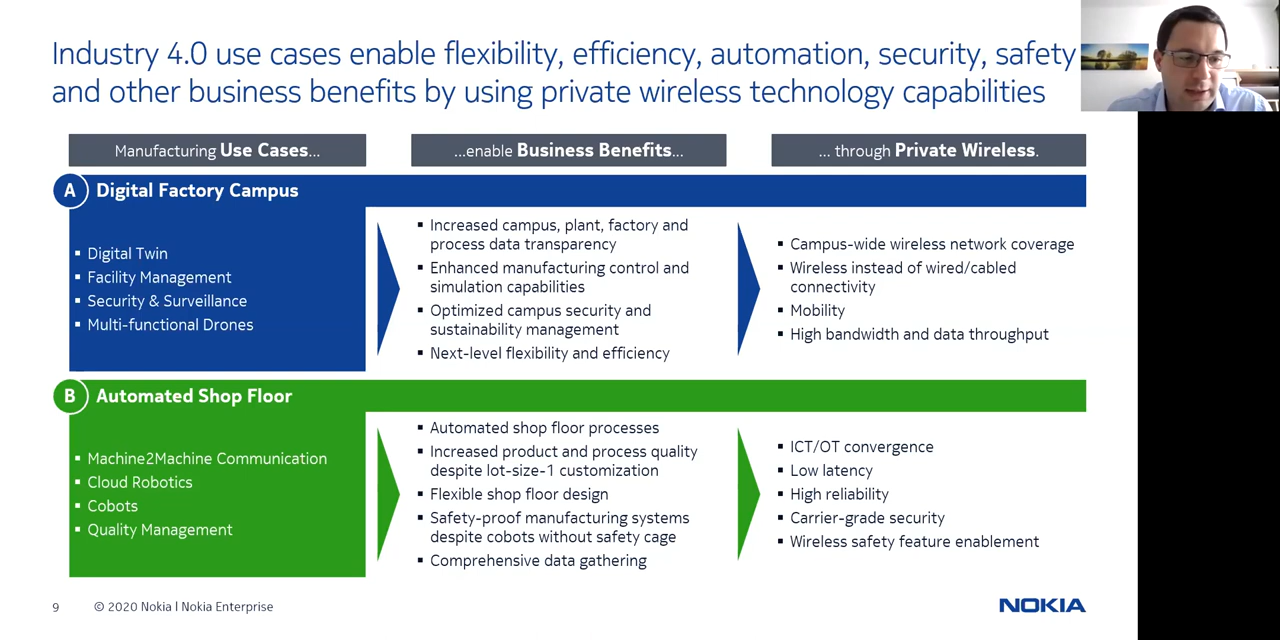 Industry 4.0 use cases enable flexibility, efficiency, automation, security, safety
and other business benefits by using private wireless technology capabilities
Manufacturing Use Cases...
...enable Business Benefits...
... through Private Wireless.
A Digital Factory Campus
▪ Digital Twin
▪ Facility Management
▪ Security & Surveillance
▪ Multi-functional Drones
▪ Increased campus, plant, factory and
process data transparency
▪ Enhanced manufacturing control and
simulation capabilities
▪ Optimized campus security and
sustainability management
▪ Next-level flexibility and efficiency
▪ Campus-wide wireless network coverage
▪ Wireless instead of wired/cabled
connectivity
▪ Mobility
▪ High bandwidth and data throughput
B Automated Shop Floor
▪ Machine2Machine Communication
▪ Cloud Robotics
▪ Cobots
▪ Quality Management
▪ Automated shop floor processes
▪ Increased product and process quality
despite lot-size-1 customization
▪ Flexible shop floor design
▪ Safety-proof manufacturing systems
despite cobots without safety cage
▪ Comprehensive data gathering
▪ ICT/OT convergence
▪ Low latency
▪ High reliability
▪ Carrier-grade security
▪ Wireless safety feature enablement
9 © 2020 Nokia I Nokia Enterprise
NOKIA